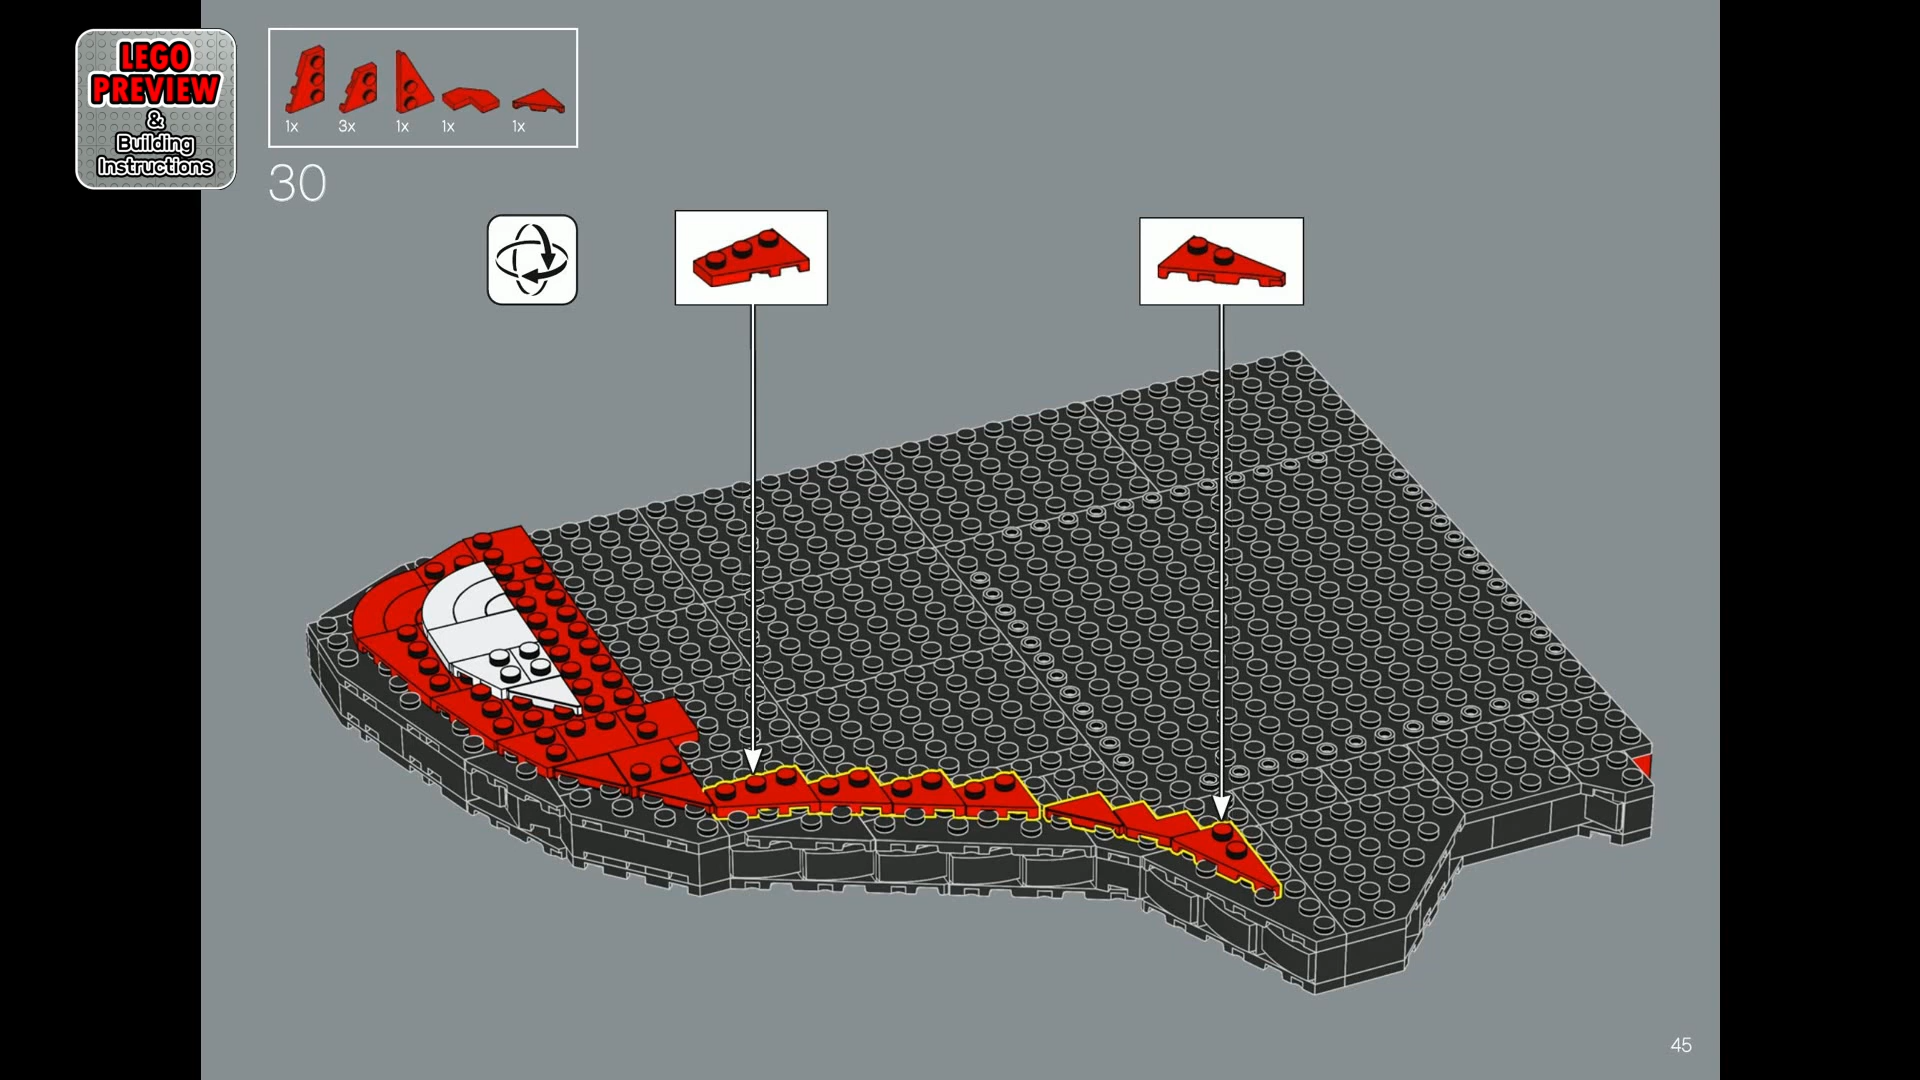 LEGO
PREVIEW
&
Building
Instructions
1x 3x 1x 1x 1x
30
45